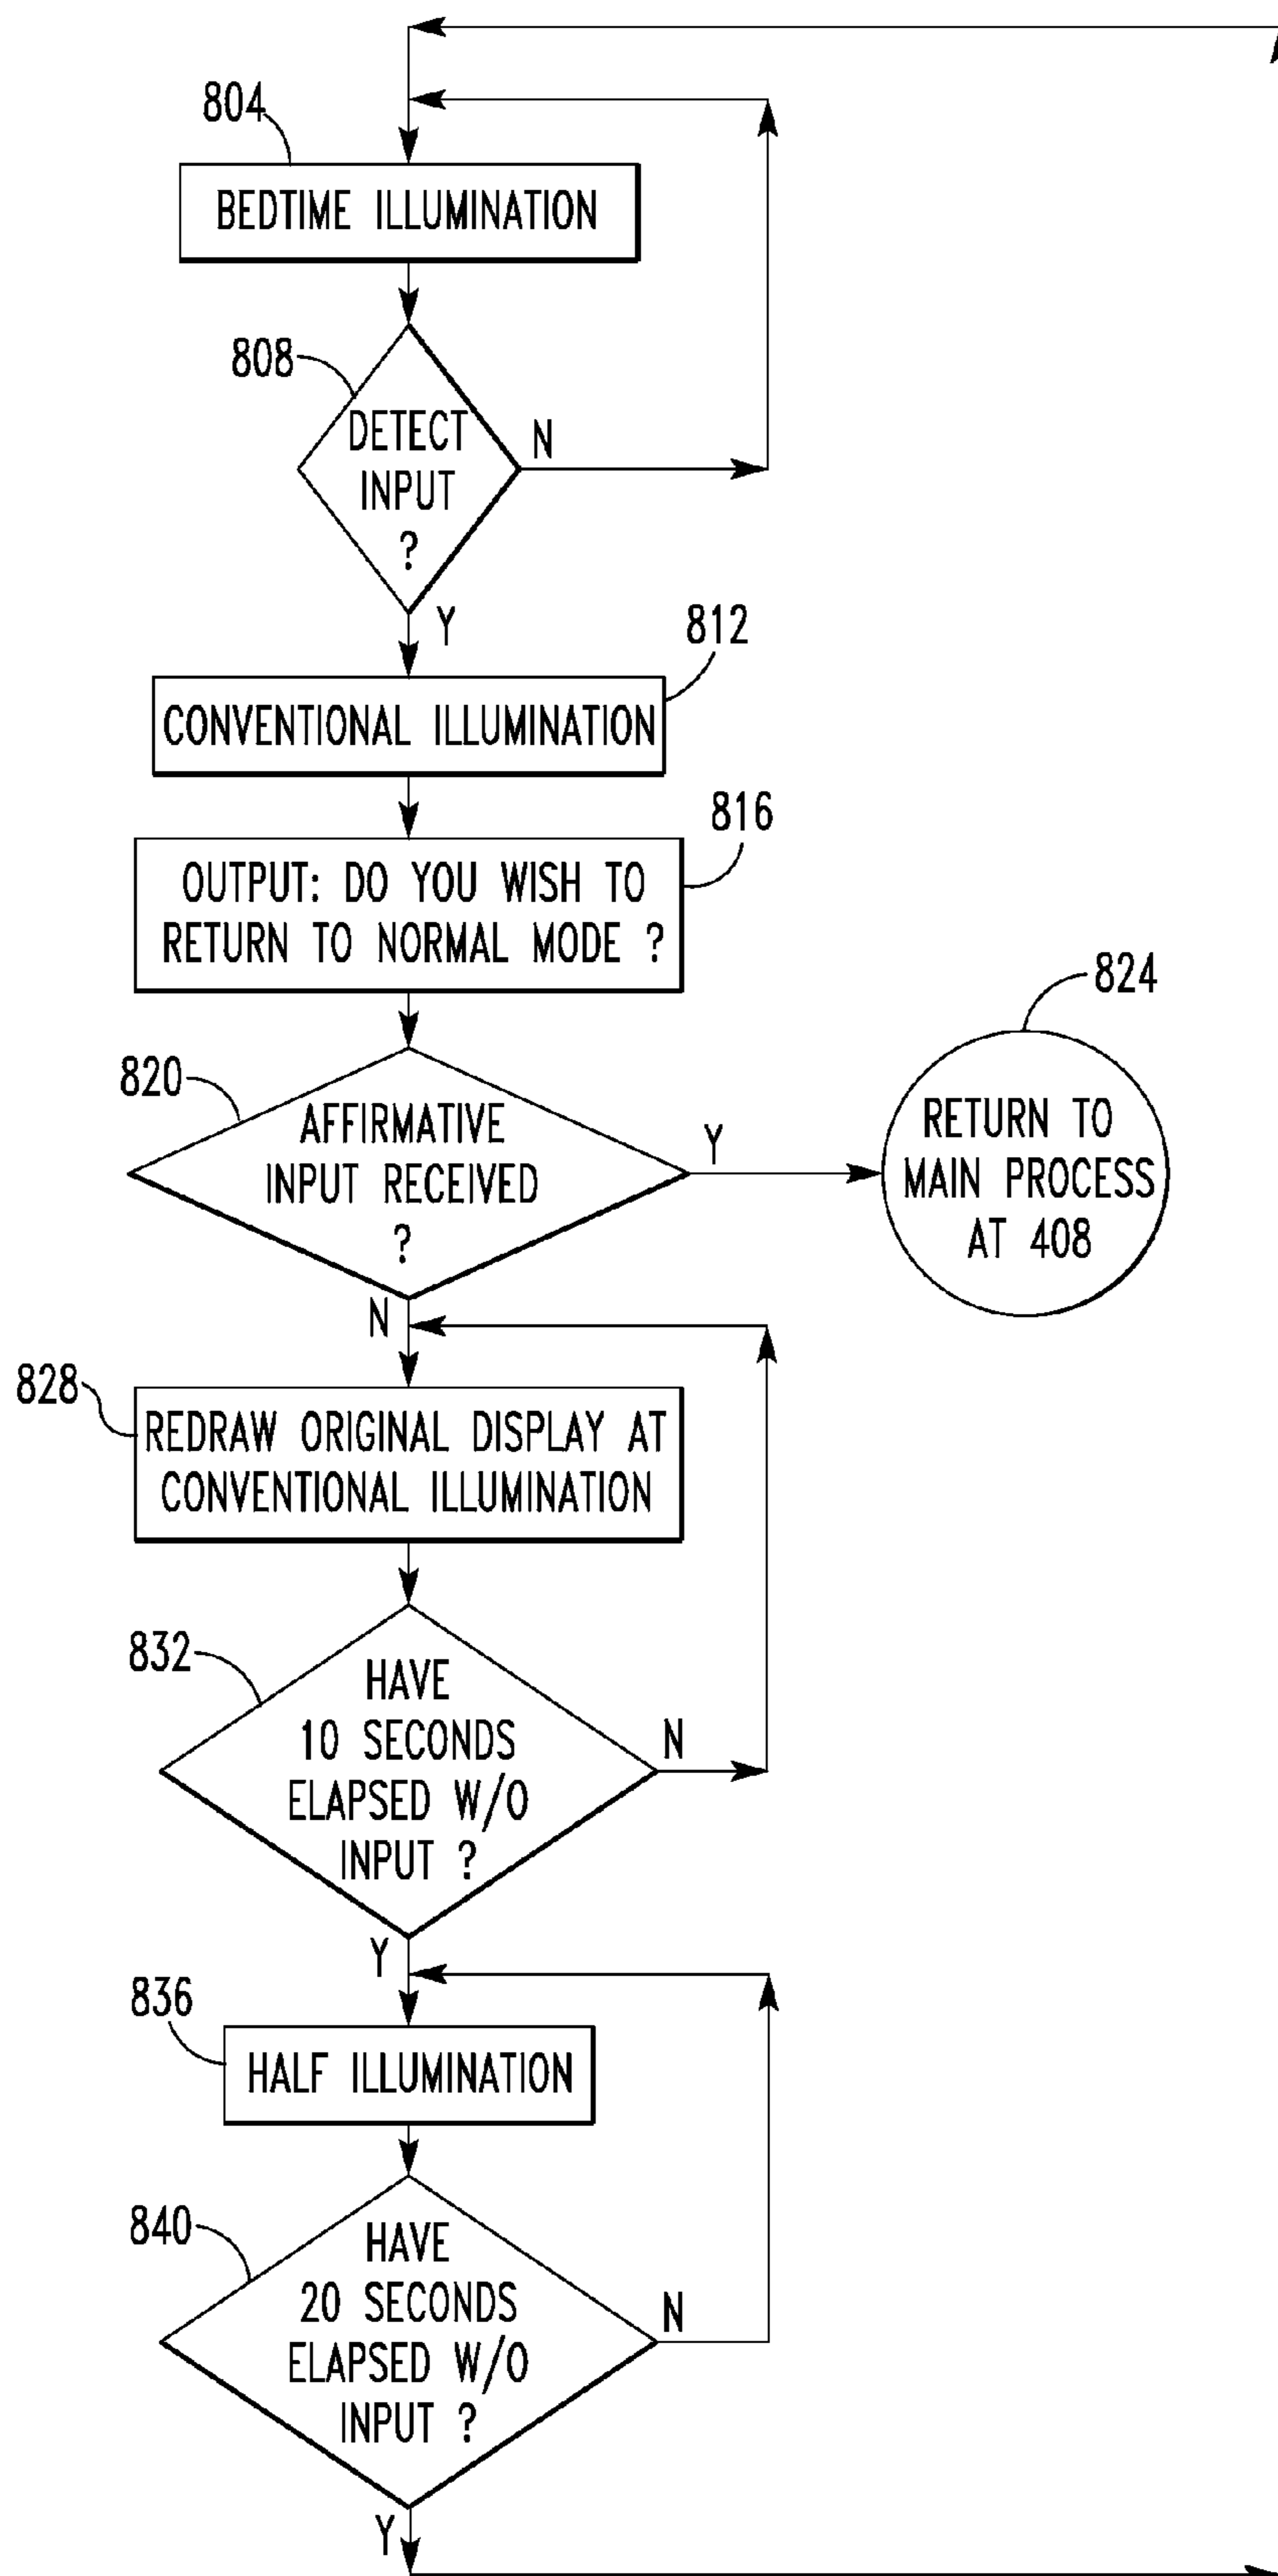 804
BEDTIME ILLUMINATION
808
DETECT
INPUT
?
N
Y
812
CONVENTIONAL ILLUMINATION
816
OUTPUT: DO YOU WISH TO
RETURN TO NORMAL MODE ?
820
AFFIRMATIVE
INPUT RECEIVED
?
Y
824
RETURN TO
MAIN PROCESS
AT 408
N
828
REDRAW ORIGINAL DISPLAY AT
CONVENTIONAL ILLUMINATION
832
HAVE
10 SECONDS
ELAPSED W/O
INPUT ?
N
Y
836
HALF ILLUMINATION
840
HAVE
20 SECONDS
ELAPSED W/O
INPUT ?
N
Y